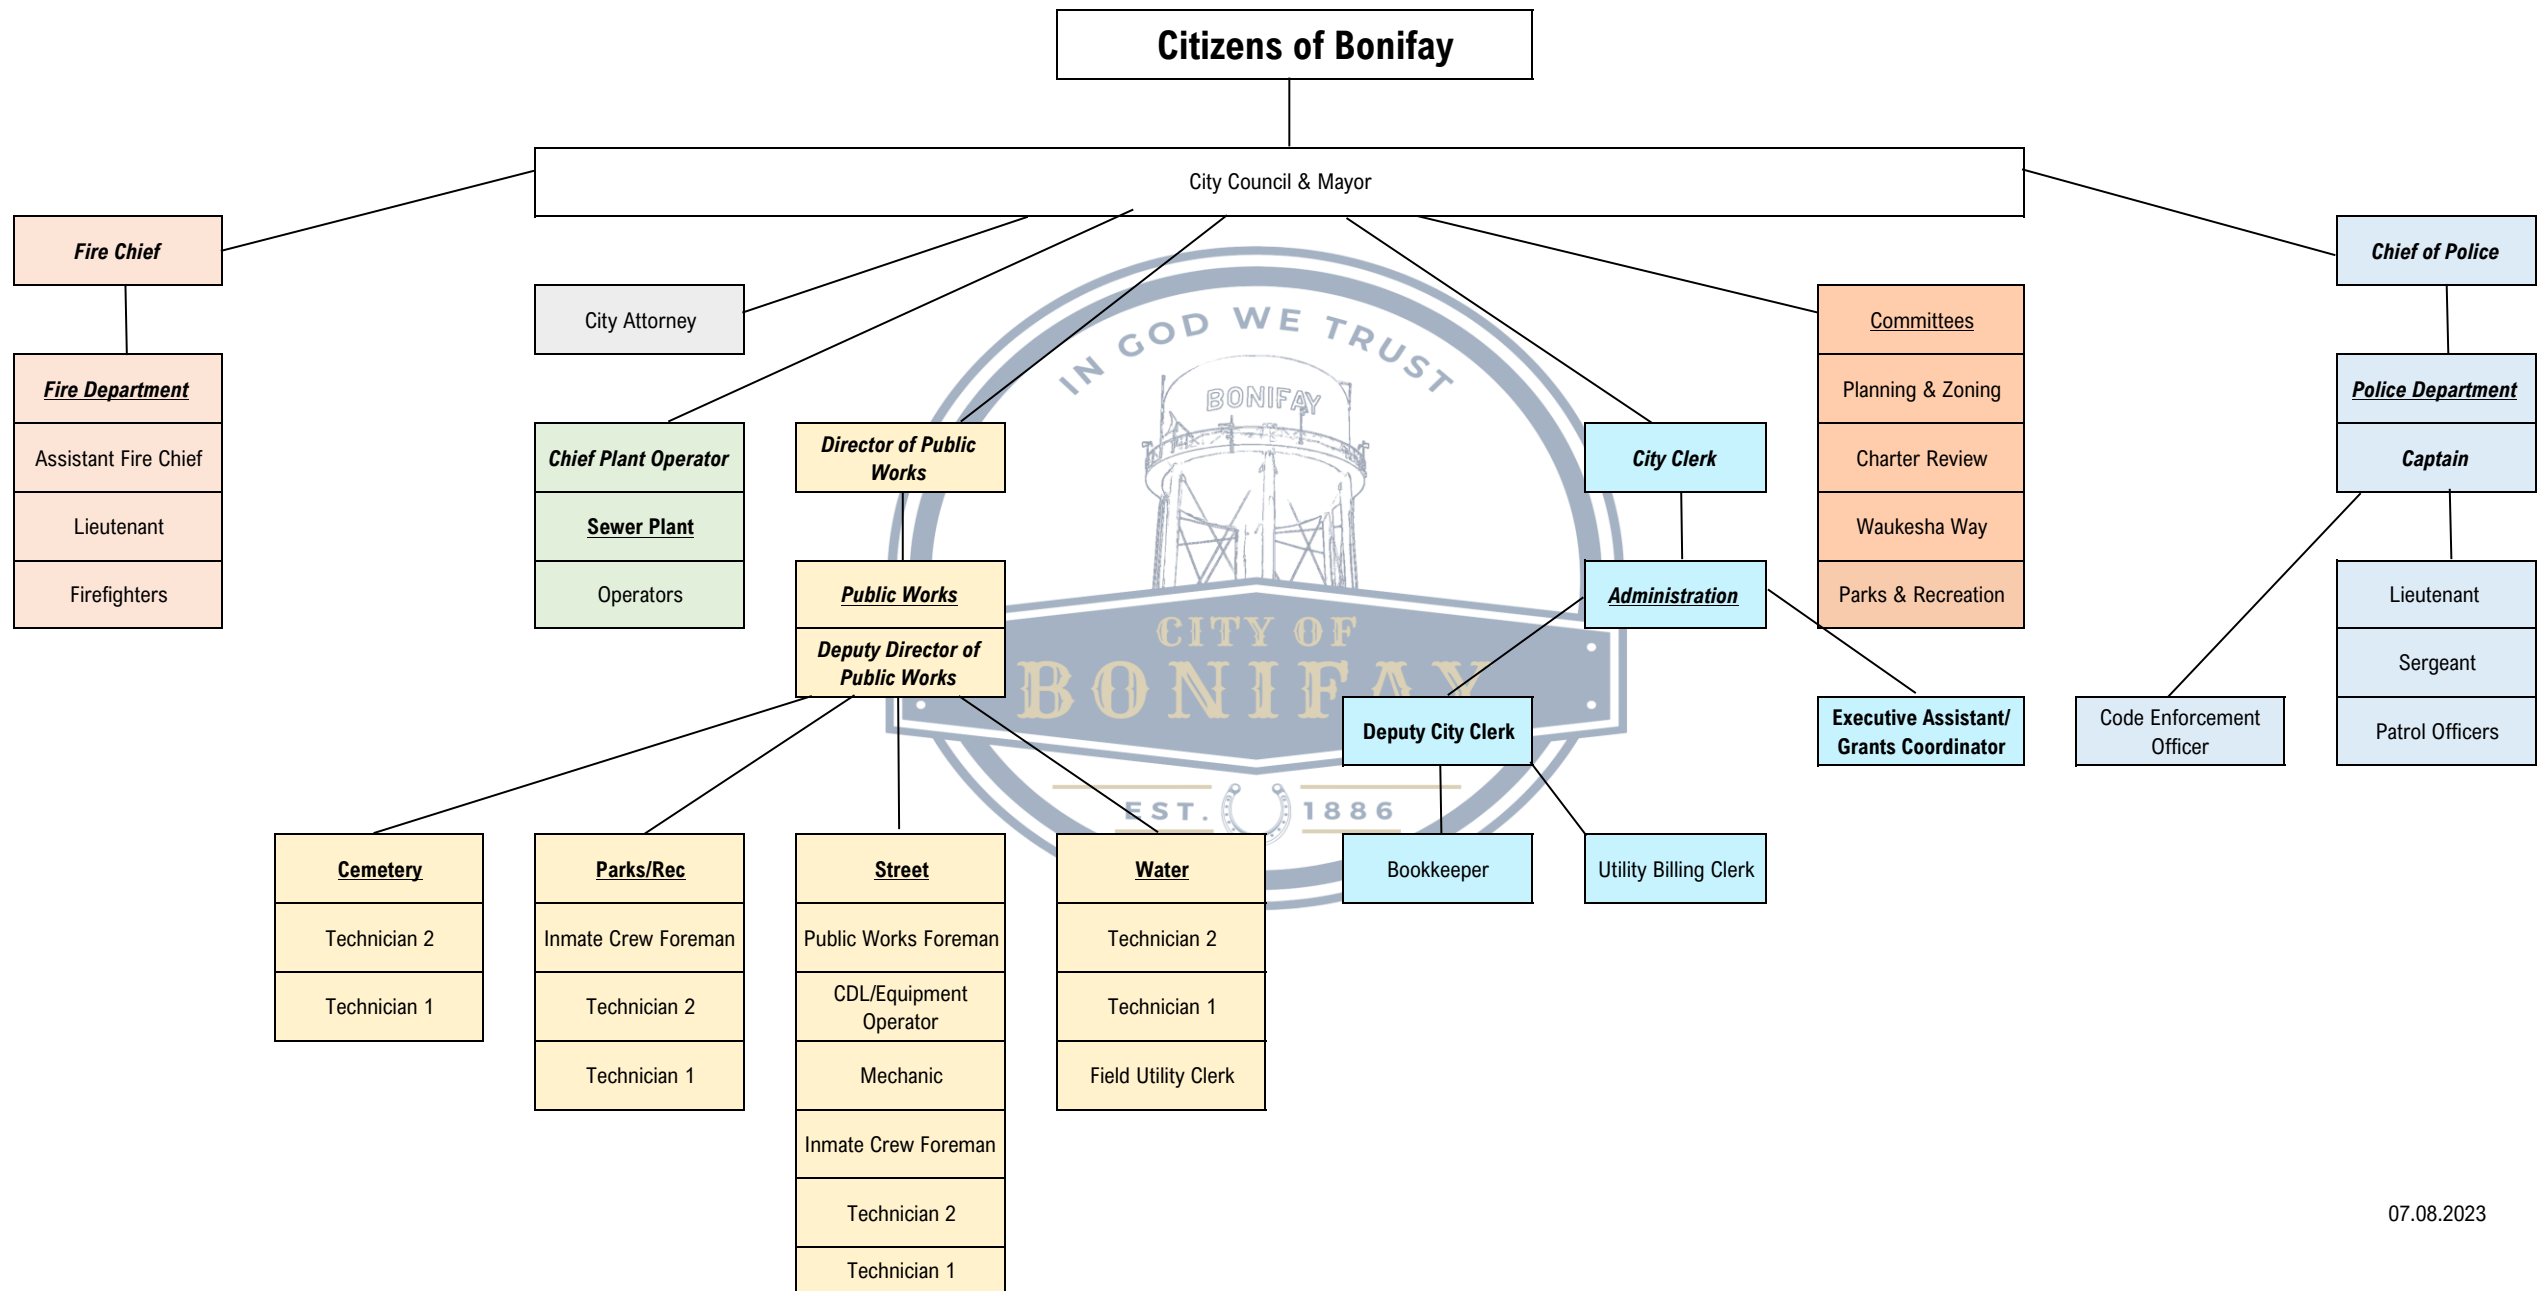 Citizens of Bonifay
City Council & Mayor
Fire Chief
Chief of Police
City Attorney
Committees
IN GOD WE TRUST
BONIFAY
Fire Department
Planning & Zoning
Police Department
Assistant Fire Chief
Chief Plant Operator
Director of Public
Works
City Clerk
Charter Review
Captain
Lieutenant
Sewer Plant
Waukesha Way
Firefighters
Operators
Public Works
Administration
Parks & Recreation
Lieutenant
CITY OF
BONIFAY
Deputy Director of
Public Works
Sergeant
Deputy City Clerk
Executive Assistant/
Grants Coordinator
Code Enforcement
Officer
Patrol Officers
EST. 1886
Cemetery
Parks/Rec
Street
Water
Bookkeeper
Utility Billing Clerk
Technician 2
Inmate Crew Foreman
Public Works Foreman
Technician 2
Technician 1
Technician 2
CDL/Equipment
Operator
Technician 1
Technician 1
Mechanic
Field Utility Clerk
Inmate Crew Foreman
Technician 2
07.08.2023
Technician 1